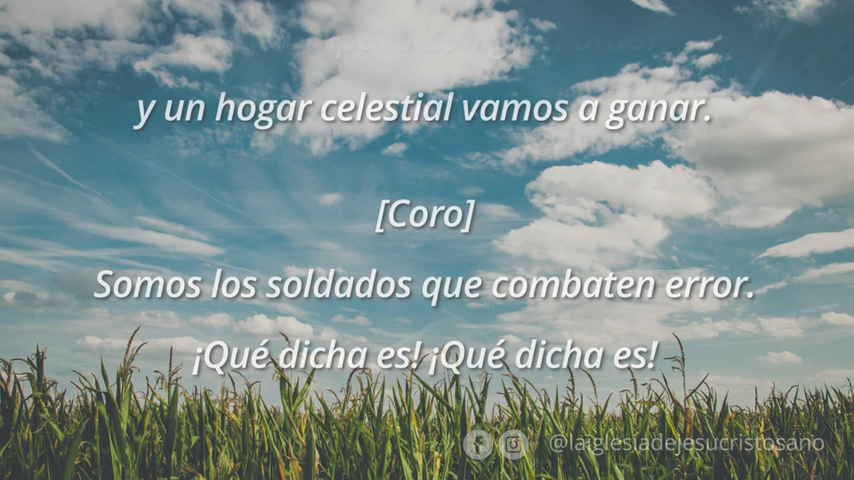 y un hogar celestial vamos a ganar.
[Coro]
Somos los soldados que combaten error.
¡Qué dicha es! ¡Qué dicha es!
@laiglesiadejesucristosano